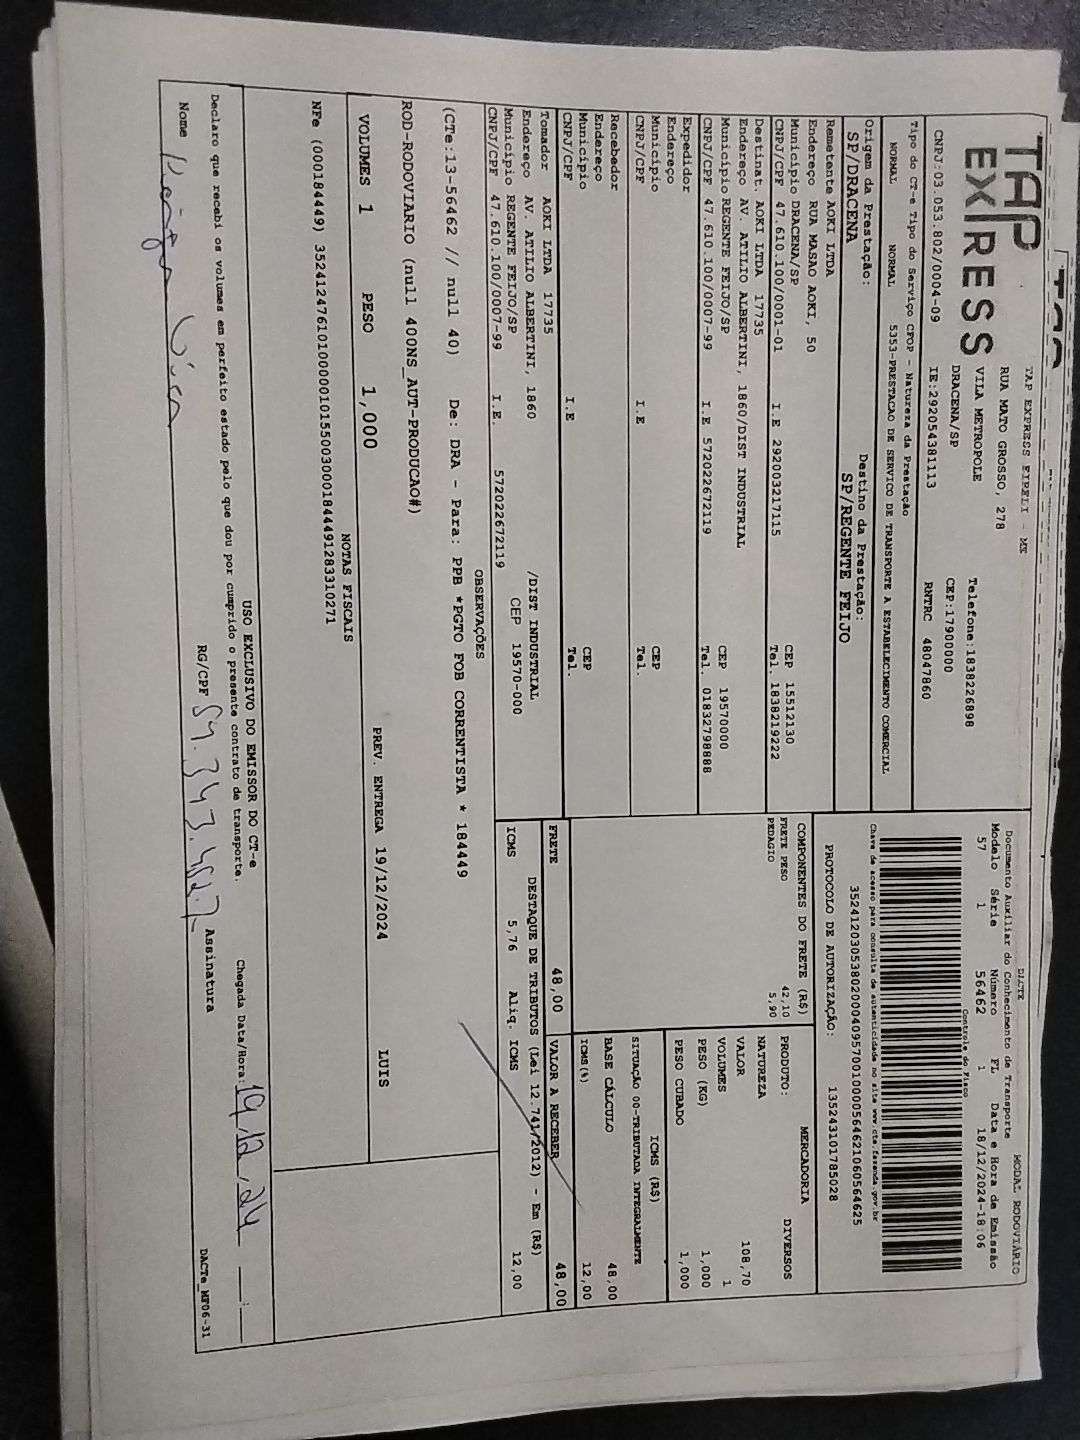 TAP
EXPRESS
TAP EXPRESS EIRELI - ME
RUA MATO GROSSO, 278
VILA METROPOLE
DRACENA/SP
Telefone:1838226898
CEP:17900000
CNPJ:03.053.802/0004-09 IE:292054381113 RNTRC 48047860
Tipo do CT-e Tipo do Serviço CFOP - Natureza da Prestação
NORMAL NORMAL 5353-PRESTACAO DE SERVICO DE TRANSPORTE A ESTABELECIMENTO COMERCIAL
Origem da Prestação: Destino da Prestação:
SP/DRACENA SP/REGENTE FEIJO
Remetente AOKI LTDA
Endereço RUA MASAO AOKI, 50
Município DRACENA/SP CEP 15512130
CNPJ/CPF 47.610.100/0001-01 I.E 292003217115 Tel. 1838219222
Destinat. AOKI LTDA 17735
Endereço AV. ATILIO ALBERTINI, 1860/DIST INDUSTRIAL
Município REGENTE FEIJO/SP CEP 19570000
CNPJ/CPF 47.610.100/0007-99 I.E 572022672119 Tel. 01832798888
Expedidor
Endereço
Município CEP
CNPJ/CPF I.E Tel.
Recebedor
Endereço
Município CEP
CNPJ/CPF I.E Tel.
Tomador AOKI LTDA 17735
Endereço AV. ATILIO ALBERTINI, 1860 /DIST INDUSTRIAL
Município REGENTE FEIJO/SP CEP 19570-000
CNPJ/CPF 47.610.100/0007-99 I.E. 572022672119
DACTE MODAL RODOVIÁRIO
Documento Auxiliar do Conhecimento de Transporte
Modelo Série Número FL Data e Hora de Emissão
57 1 56462 1 18/12/2024-18:06
Controle do Fisco
Chave de acesso para consulta de autenticidade no site www.cte.fazenda.gov.br
35241203053802000409570010000564621060564625
PROTOCOLO DE AUTORIZAÇÃO: 135243101785028
COMPONENTES DO FRETE (R$)
FRETE PESO 42,10
PEDAGIO 5,90
FRETE 48,00
PRODUTO: MERCADORIA
NATUREZA DIVERSOS
VALOR 108,70
VOLUMES 1
PESO (KG) 1,000
PESO CUBADO 1,000
ICMS (R$)
SITUAÇÃO 00-TRIBUTADA INTEGRALMENTE
BASE CÁLCULO 48,00
ICMS(%) 12,00
VALOR A RECEBER 48,00
DESTAQUE DE TRIBUTOS (Lei 12.741/2012) - Em (R$)
ICMS 5,76 Aliq. ICMS 12,00
OBSERVAÇÕES
(CTe:13-56462 // null 40) De: DRA - Para: PPB *PGTO FOB CORRENTISTA * 184449
ROD-RODOVIARIO (null 400NS_AUT-PRODUCAO#)
VOLUMES 1 PESO 1,000 PREV. ENTREGA 19/12/2024 LUIS
NOTAS FISCAIS
NFe (000184449) 35241247610100000101550030001844491283310271
USO EXCLUSIVO DO EMISSOR DO CT-e
Declaro que recebi os volumes em perfeito estado pelo que dou por cumprido o presente contrato de transporte. Chegada Data/Hora: 19/12/24 __:__
Nome RG/CPF Assinatura
DACTe_MF06-31